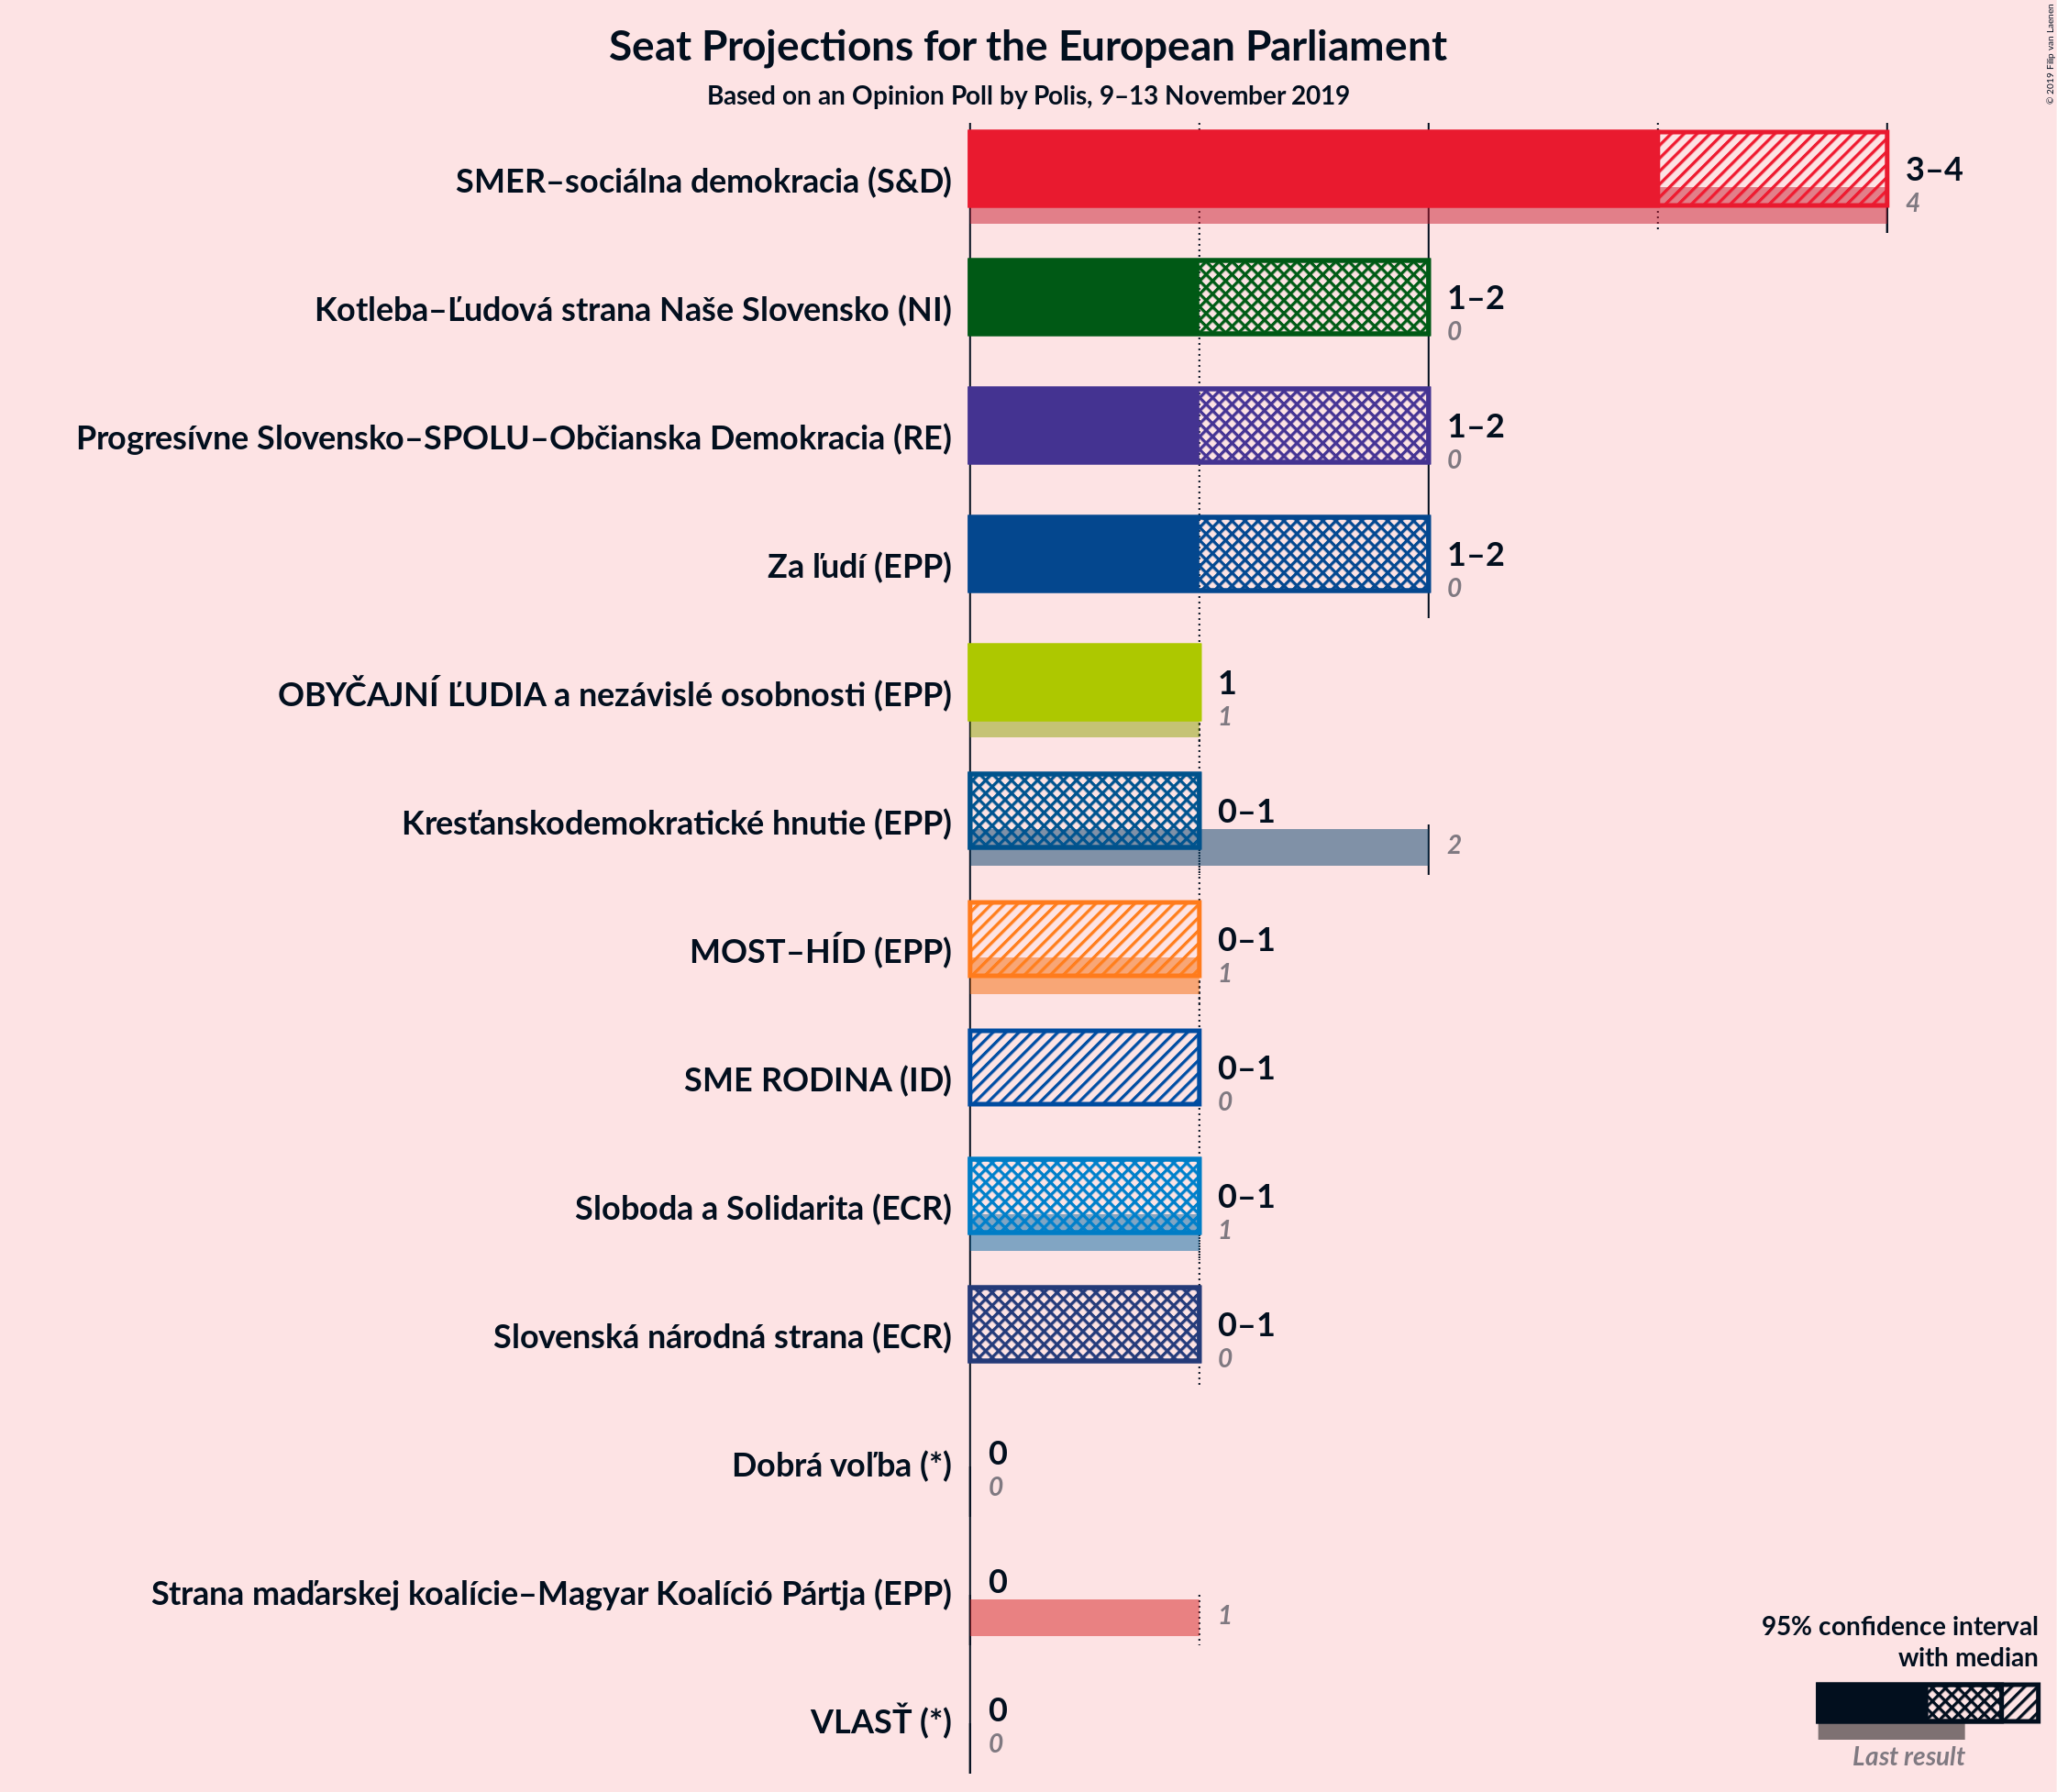 Seat Projections for the European Parliament
Based on an Opinion Poll by Polis, 9–13 November 2019
© 2019 Filip van Laenen
SMER–sociálna demokracia (S&D)
3–4
4
Kotleba–Ľudová strana Naše Slovensko (NI)
1–2
0
Progresívne Slovensko–SPOLU–Občianska Demokracia (RE)
1–2
0
Za ľudí (EPP)
1–2
0
OBYČAJNÍ ĽUDIA a nezávislé osobnosti (EPP)
1
1
Kresťanskodemokratické hnutie (EPP)
0–1
2
MOST–HÍD (EPP)
0–1
1
SME RODINA (ID)
0–1
0
Sloboda a Solidarita (ECR)
0–1
1
Slovenská národná strana (ECR)
0–1
0
Dobrá voľba (*)
0
0
Strana maďarskej koalície–Magyar Koalíció Pártja (EPP)
0
1
VLASŤ (*)
0
0
95% confidence interval
with median
Last result